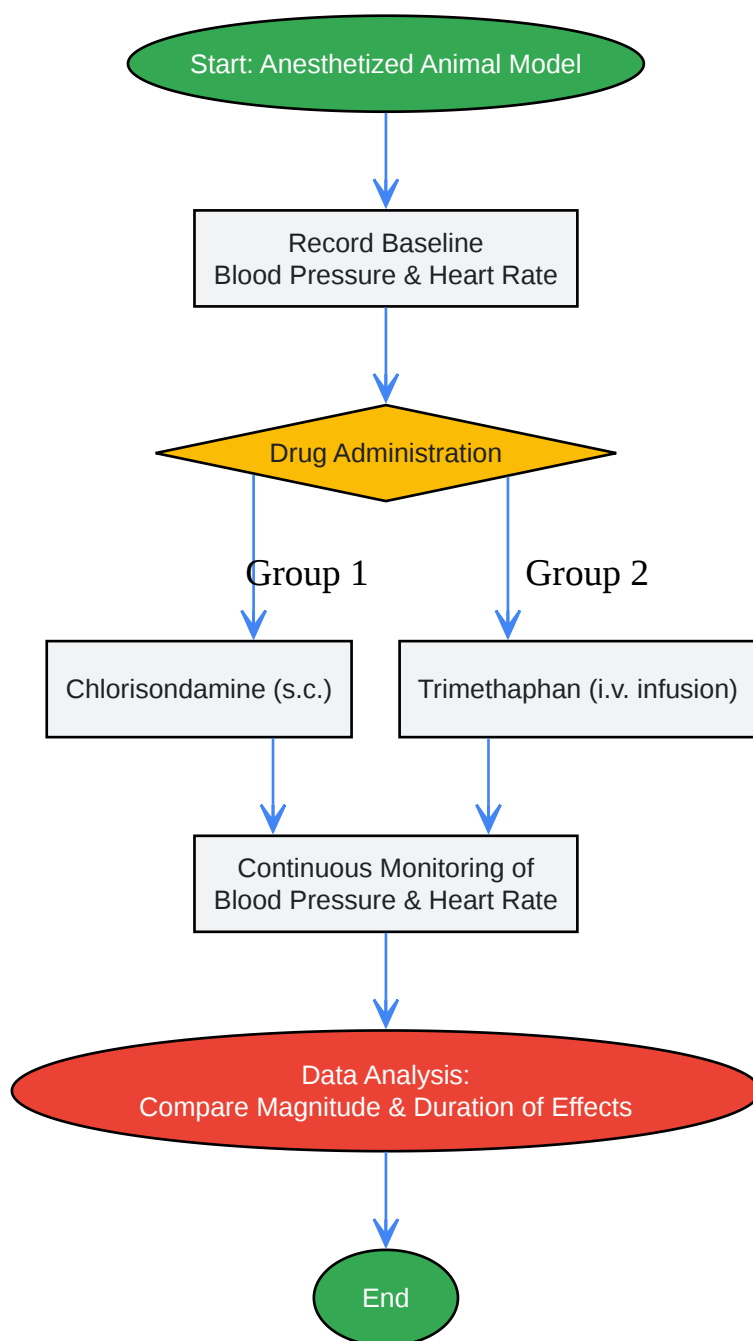 Start: Anesthetized Animal Model
Record Baseline
Blood Pressure & Heart Rate
Drug Administration
Group 1
Group 2
Chlorisondamine (s.c.)
Trimethaphan (i.v. infusion)
Continuous Monitoring of
Blood Pressure & Heart Rate
Data Analysis:
Compare Magnitude & Duration of Effects
End